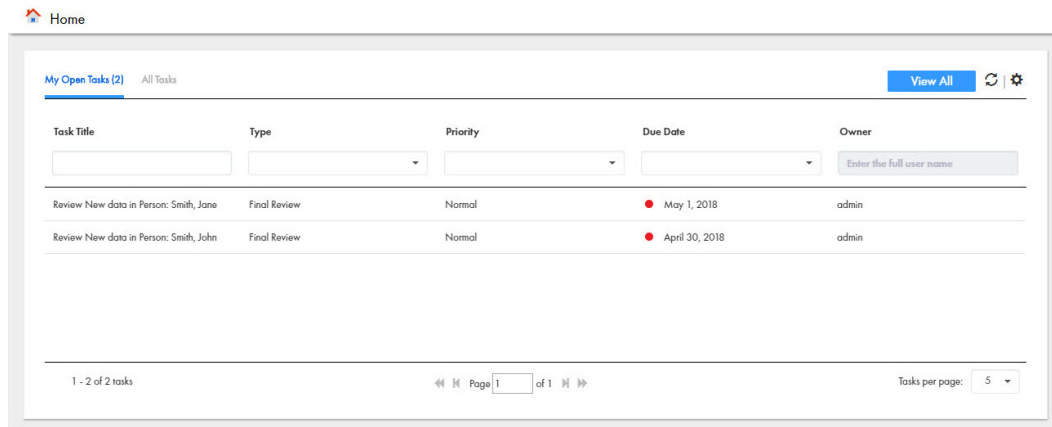 Home
My Open Tasks (2) All Tasks View All |
Task Title Type Priority Due Date Owner
Enter the full user name
Review New data in Person: Smith, Jane Final Review Normal May 1, 2018 admin
Review New data in Person: Smith, John Final Review Normal April 30, 2018 admin
1 - 2 of 2 tasks Page 1 of 1 Tasks per page: 5